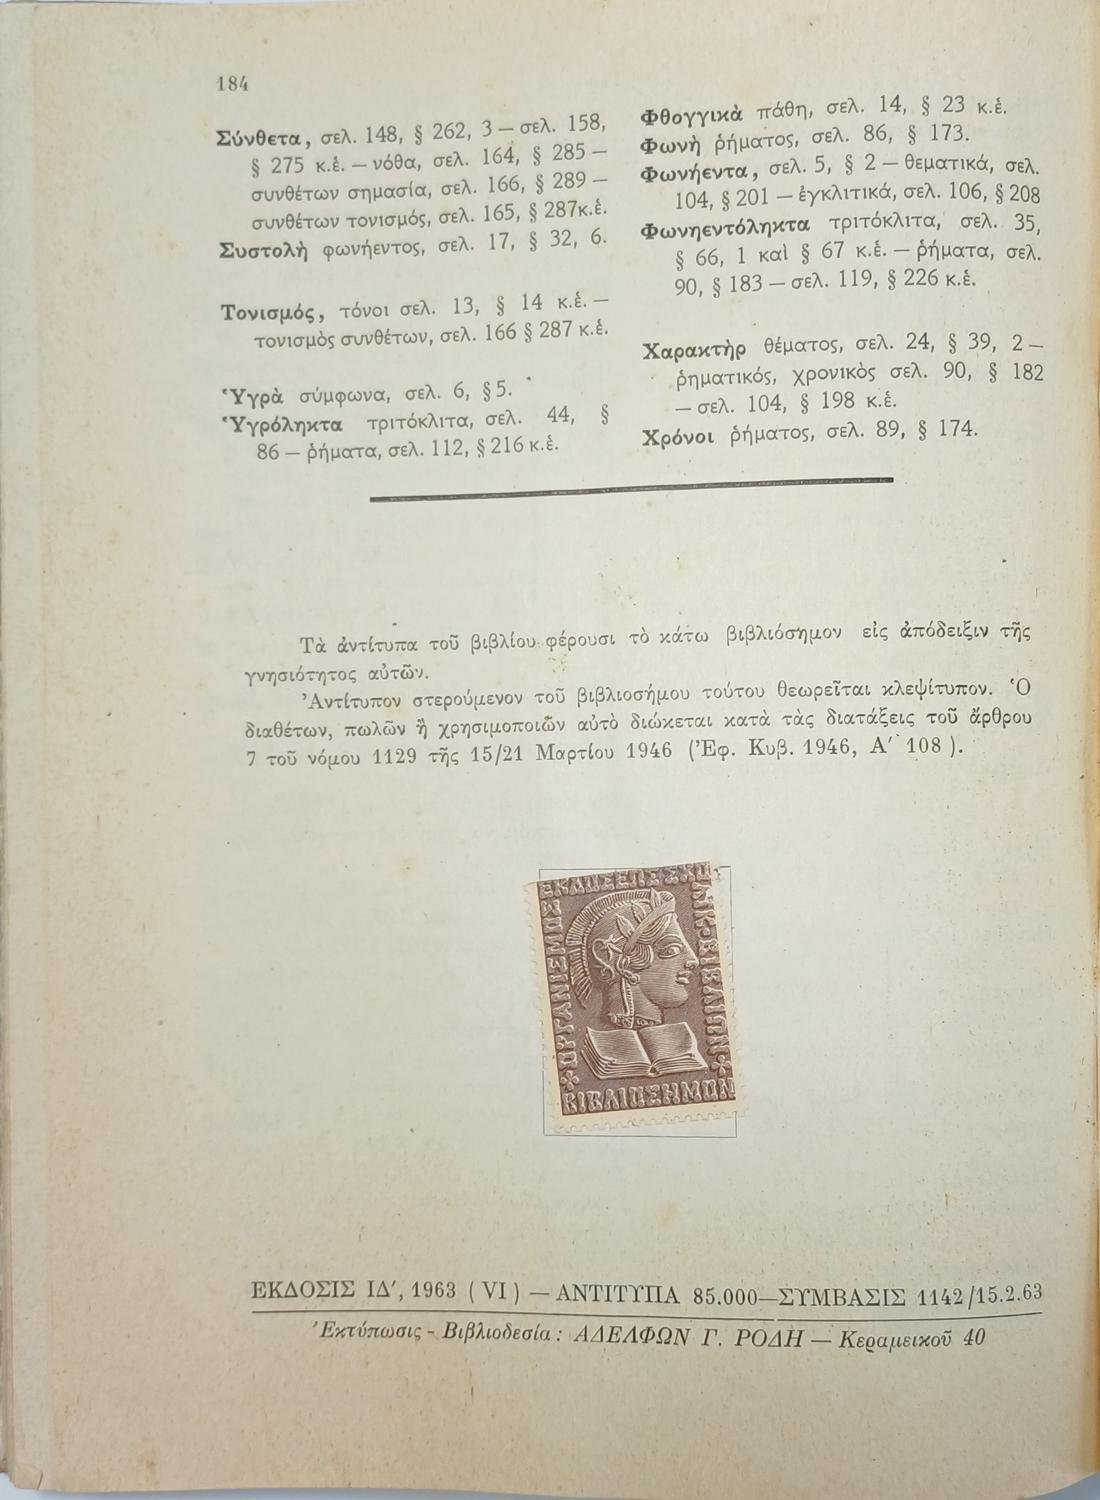 184
Σύνθετα, σελ. 148, § 262, 3 — σελ. 158,
§ 275 κ.ἑ. — νόθα, σελ. 164, § 285 —
συνθέτων σημασία, σελ. 166, § 289 —
συνθέτων τονισμός, σελ. 165, § 287κ.ἑ.
Συστολὴ φωνήεντος, σελ. 17, § 32, 6.
Τονισμός, τόνοι σελ. 13, § 14 κ.ἑ. —
τονισμὸς συνθέτων, σελ. 166 § 287 κ.ἑ.
Ὑγρὰ σύμφωνα, σελ. 6, § 5.
Ὑγρόληκτα τριτόκλιτα, σελ. 44, §
86 — ῥήματα, σελ. 112, § 216 κ.ἑ.
Φθογγικὰ πάθη, σελ. 14, § 23 κ.ἑ.
Φωνὴ ῥήματος, σελ. 86, § 173.
Φωνήεντα, σελ. 5, § 2 — θεματικά, σελ.
104, § 201 — ἐγκλιτικά, σελ. 106, § 208
Φωνηεντόληκτα τριτόκλιτα, σελ. 35,
§ 66, 1 καὶ § 67 κ.ἑ. — ῥήματα, σελ.
90, § 183 — σελ. 119, § 226 κ.ἑ.
Χαρακτὴρ θέματος, σελ. 24, § 39, 2 —
ῥηματικός, χρονικὸς σελ. 90, § 182
— σελ. 104, § 198 κ.ἑ.
Χρόνοι ῥήματος, σελ. 89, § 174.
Τὰ ἀντίτυπα τοῦ βιβλίου φέρουσι τὸ κάτω βιβλιόσημον εἰς ἀπόδειξιν τῆς
γνησιότητος αὐτῶν.
Ἀντίτυπον στερούμενον τοῦ βιβλιοσήμου τούτου θεωρεῖται κλεψίτυπον. Ὁ
διαθέτων, πωλῶν ἢ χρησιμοποιῶν αὐτὸ διώκεται κατὰ τὰς διατάξεις τοῦ ἄρθρου
7 τοῦ νόμου 1129 τῆς 15/21 Μαρτίου 1946 (Ἐφ. Κυβ. 1946, Α΄ 108 ).
ΟΡΓΑΝΙΣΜΟΣ
ΕΚΔΟΣΕΩΣ ΣΧΟ
ΛΙΚ. ΒΙΒΛΙΩΝ
ΒΙΒΛΙΟΣΗΜΟΝ
ΕΚΔΟΣΙΣ ΙΔ΄, 1963 ( VI ) — ΑΝΤΙΤΥΠΑ 85.000—ΣΥΜΒΑΣΙΣ 1142/15.2.63
Ἐκτύπωσις - Βιβλιοδεσία : ΑΔΕΛΦΩΝ Γ. ΡΟΔΗ — Κεραμεικοῦ 40